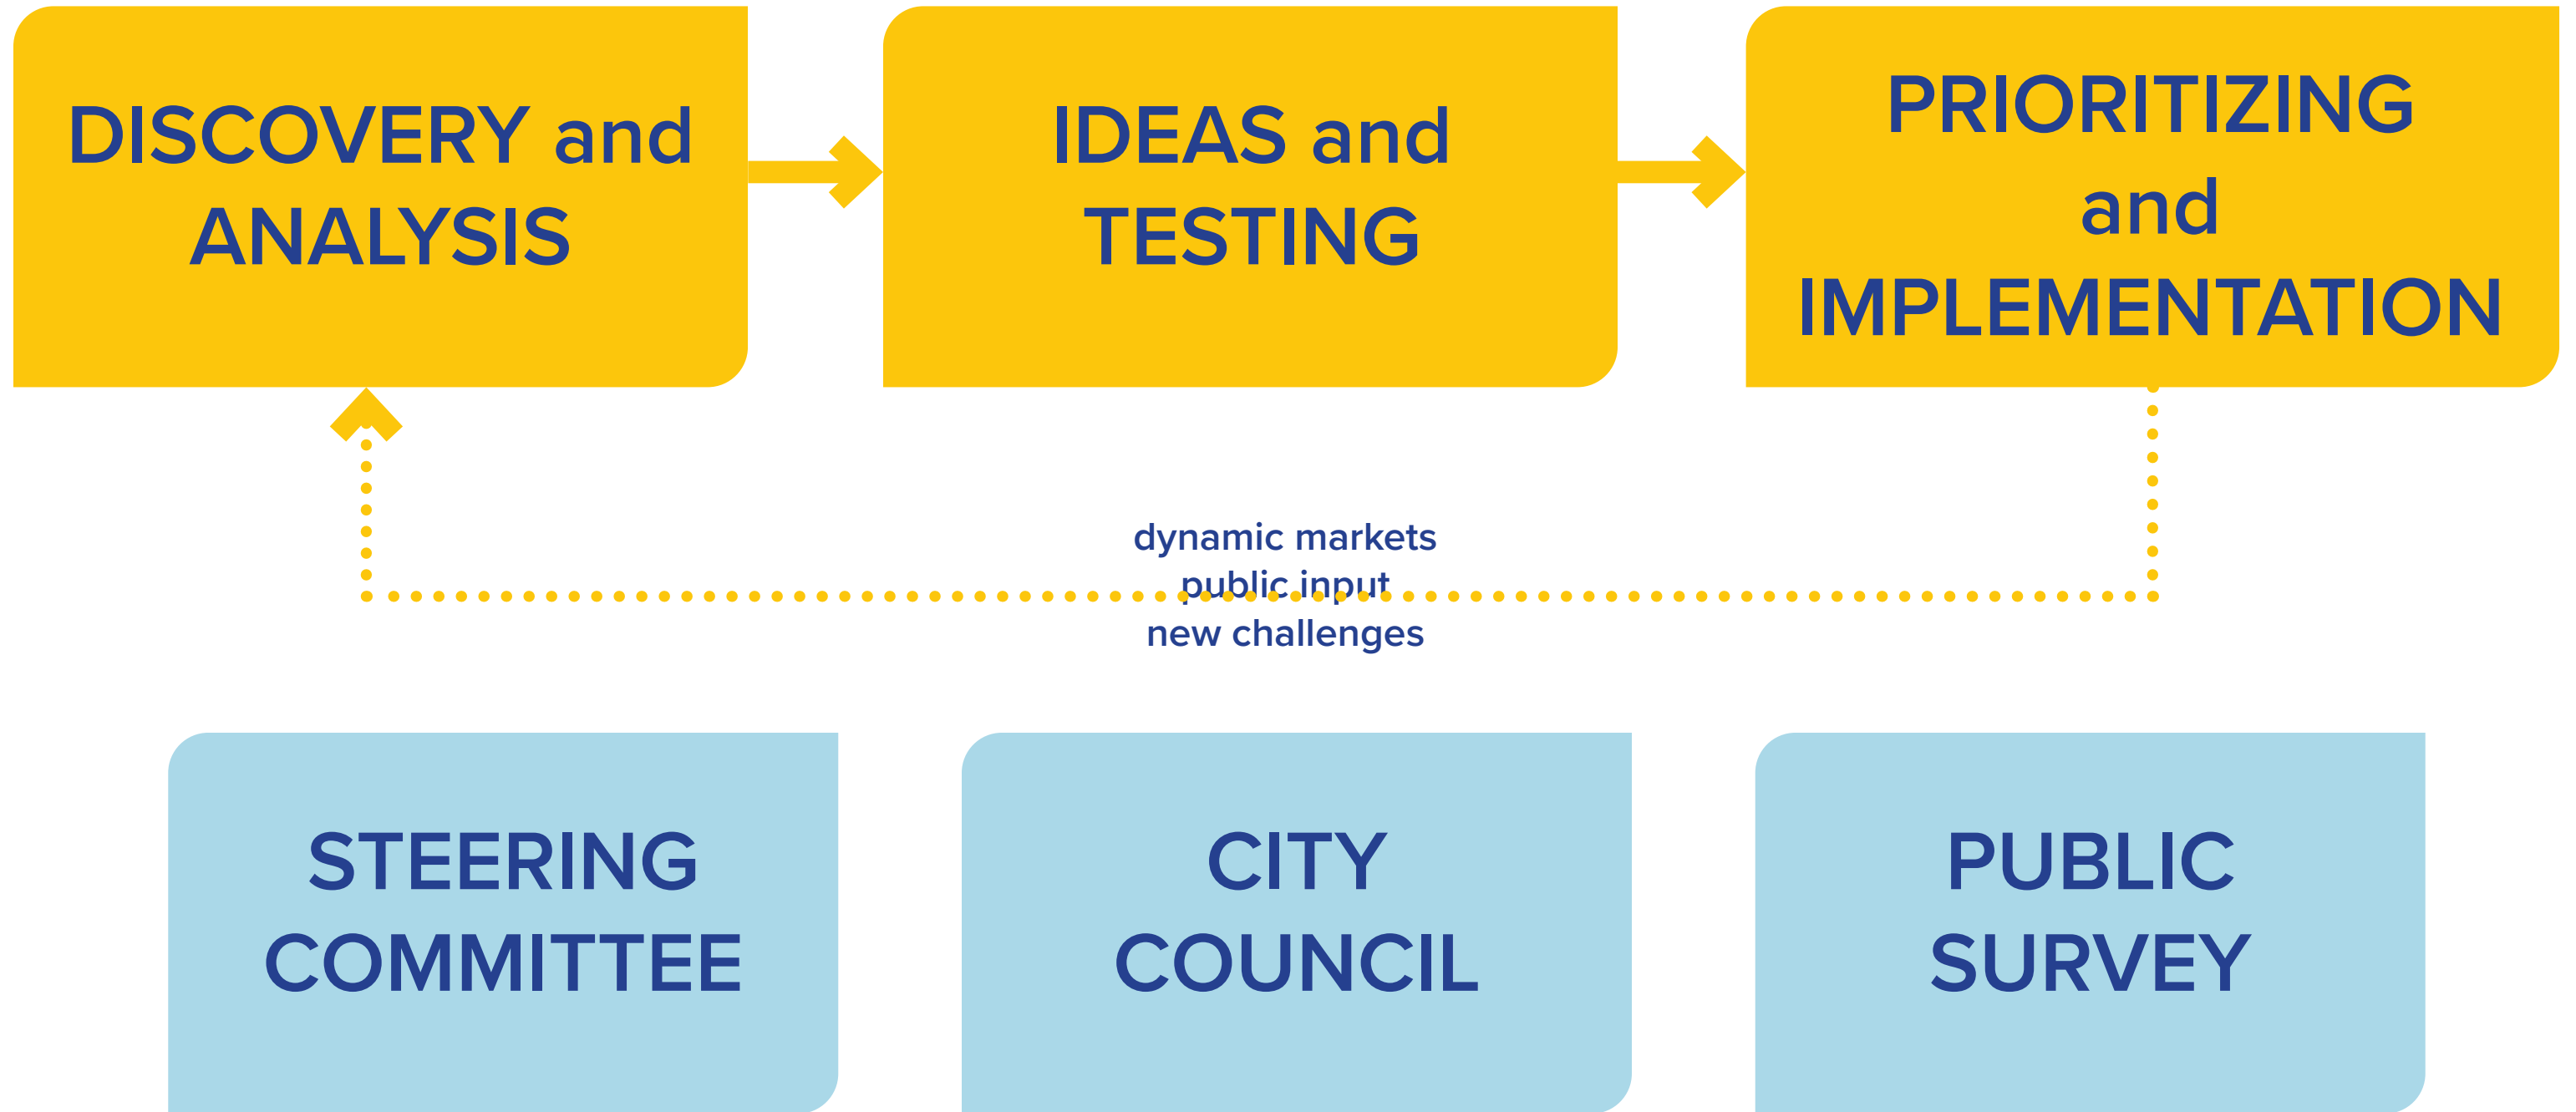 DISCOVERY and
ANALYSIS
IDEAS and
TESTING
PRIORITIZING
and
IMPLEMENTATION
dynamic markets
public input
new challenges
STEERING
COMMITTEE
CITY
COUNCIL
PUBLIC
SURVEY